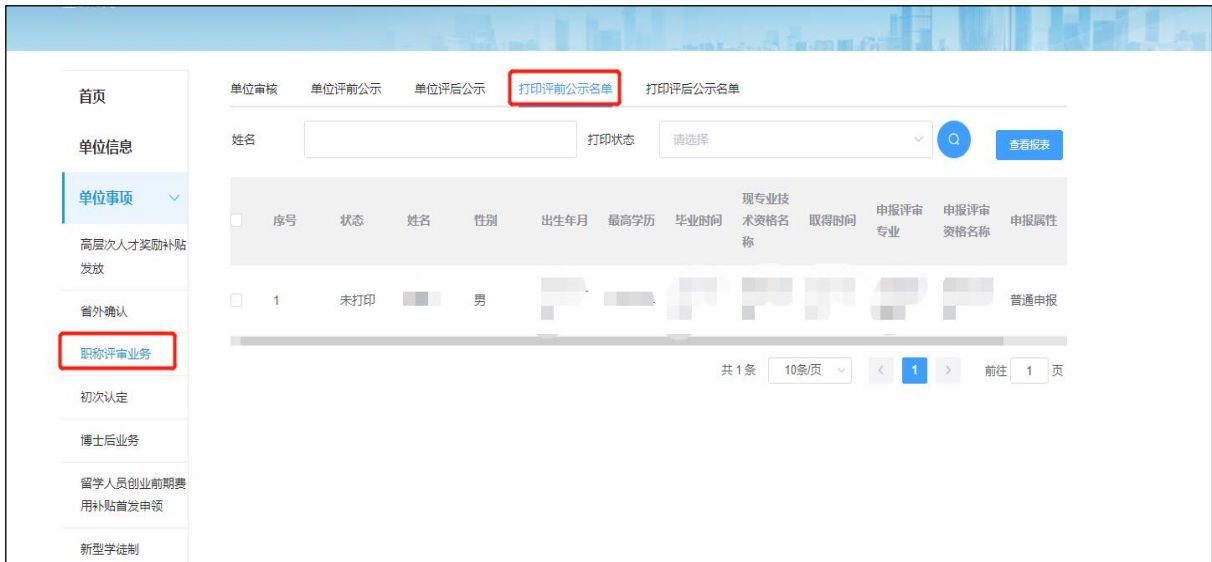 首页
单位信息
单位事项
高层次人才奖励补贴
发放
省外确认
职称评审业务
初次认定
博士后业务
留学人员创业前期费
用补贴首发申领
新型学徒制
单位审核 单位评前公示 单位评后公示 打印评前公示名单 打印评后公示名单
姓名 打印状态 请选择 查看报表
序号 状态 姓名 性别 出生年月 最高学历 毕业时间 现专业技术资格名称 取得时间 申报评审专业 申报评审资格名称 申报属性
1 未打印 男 普通申报
共1条 10条/页 < 1 > 前往 1 页